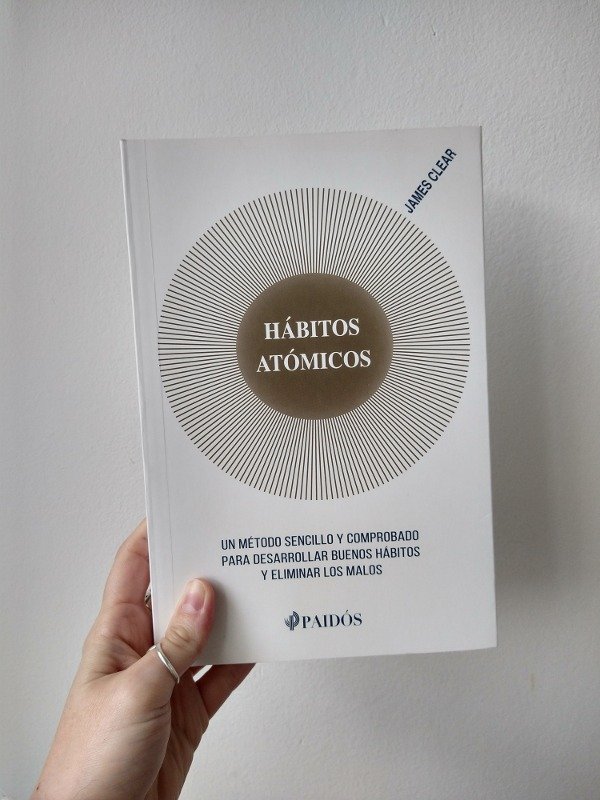 JAMES CLEAR
HÁBITOS
ATÓMICOS
UN MÉTODO SENCILLO Y COMPROBADO
PARA DESARROLLAR BUENOS HÁBITOS
Y ELIMINAR LOS MALOS
PAIDÓS